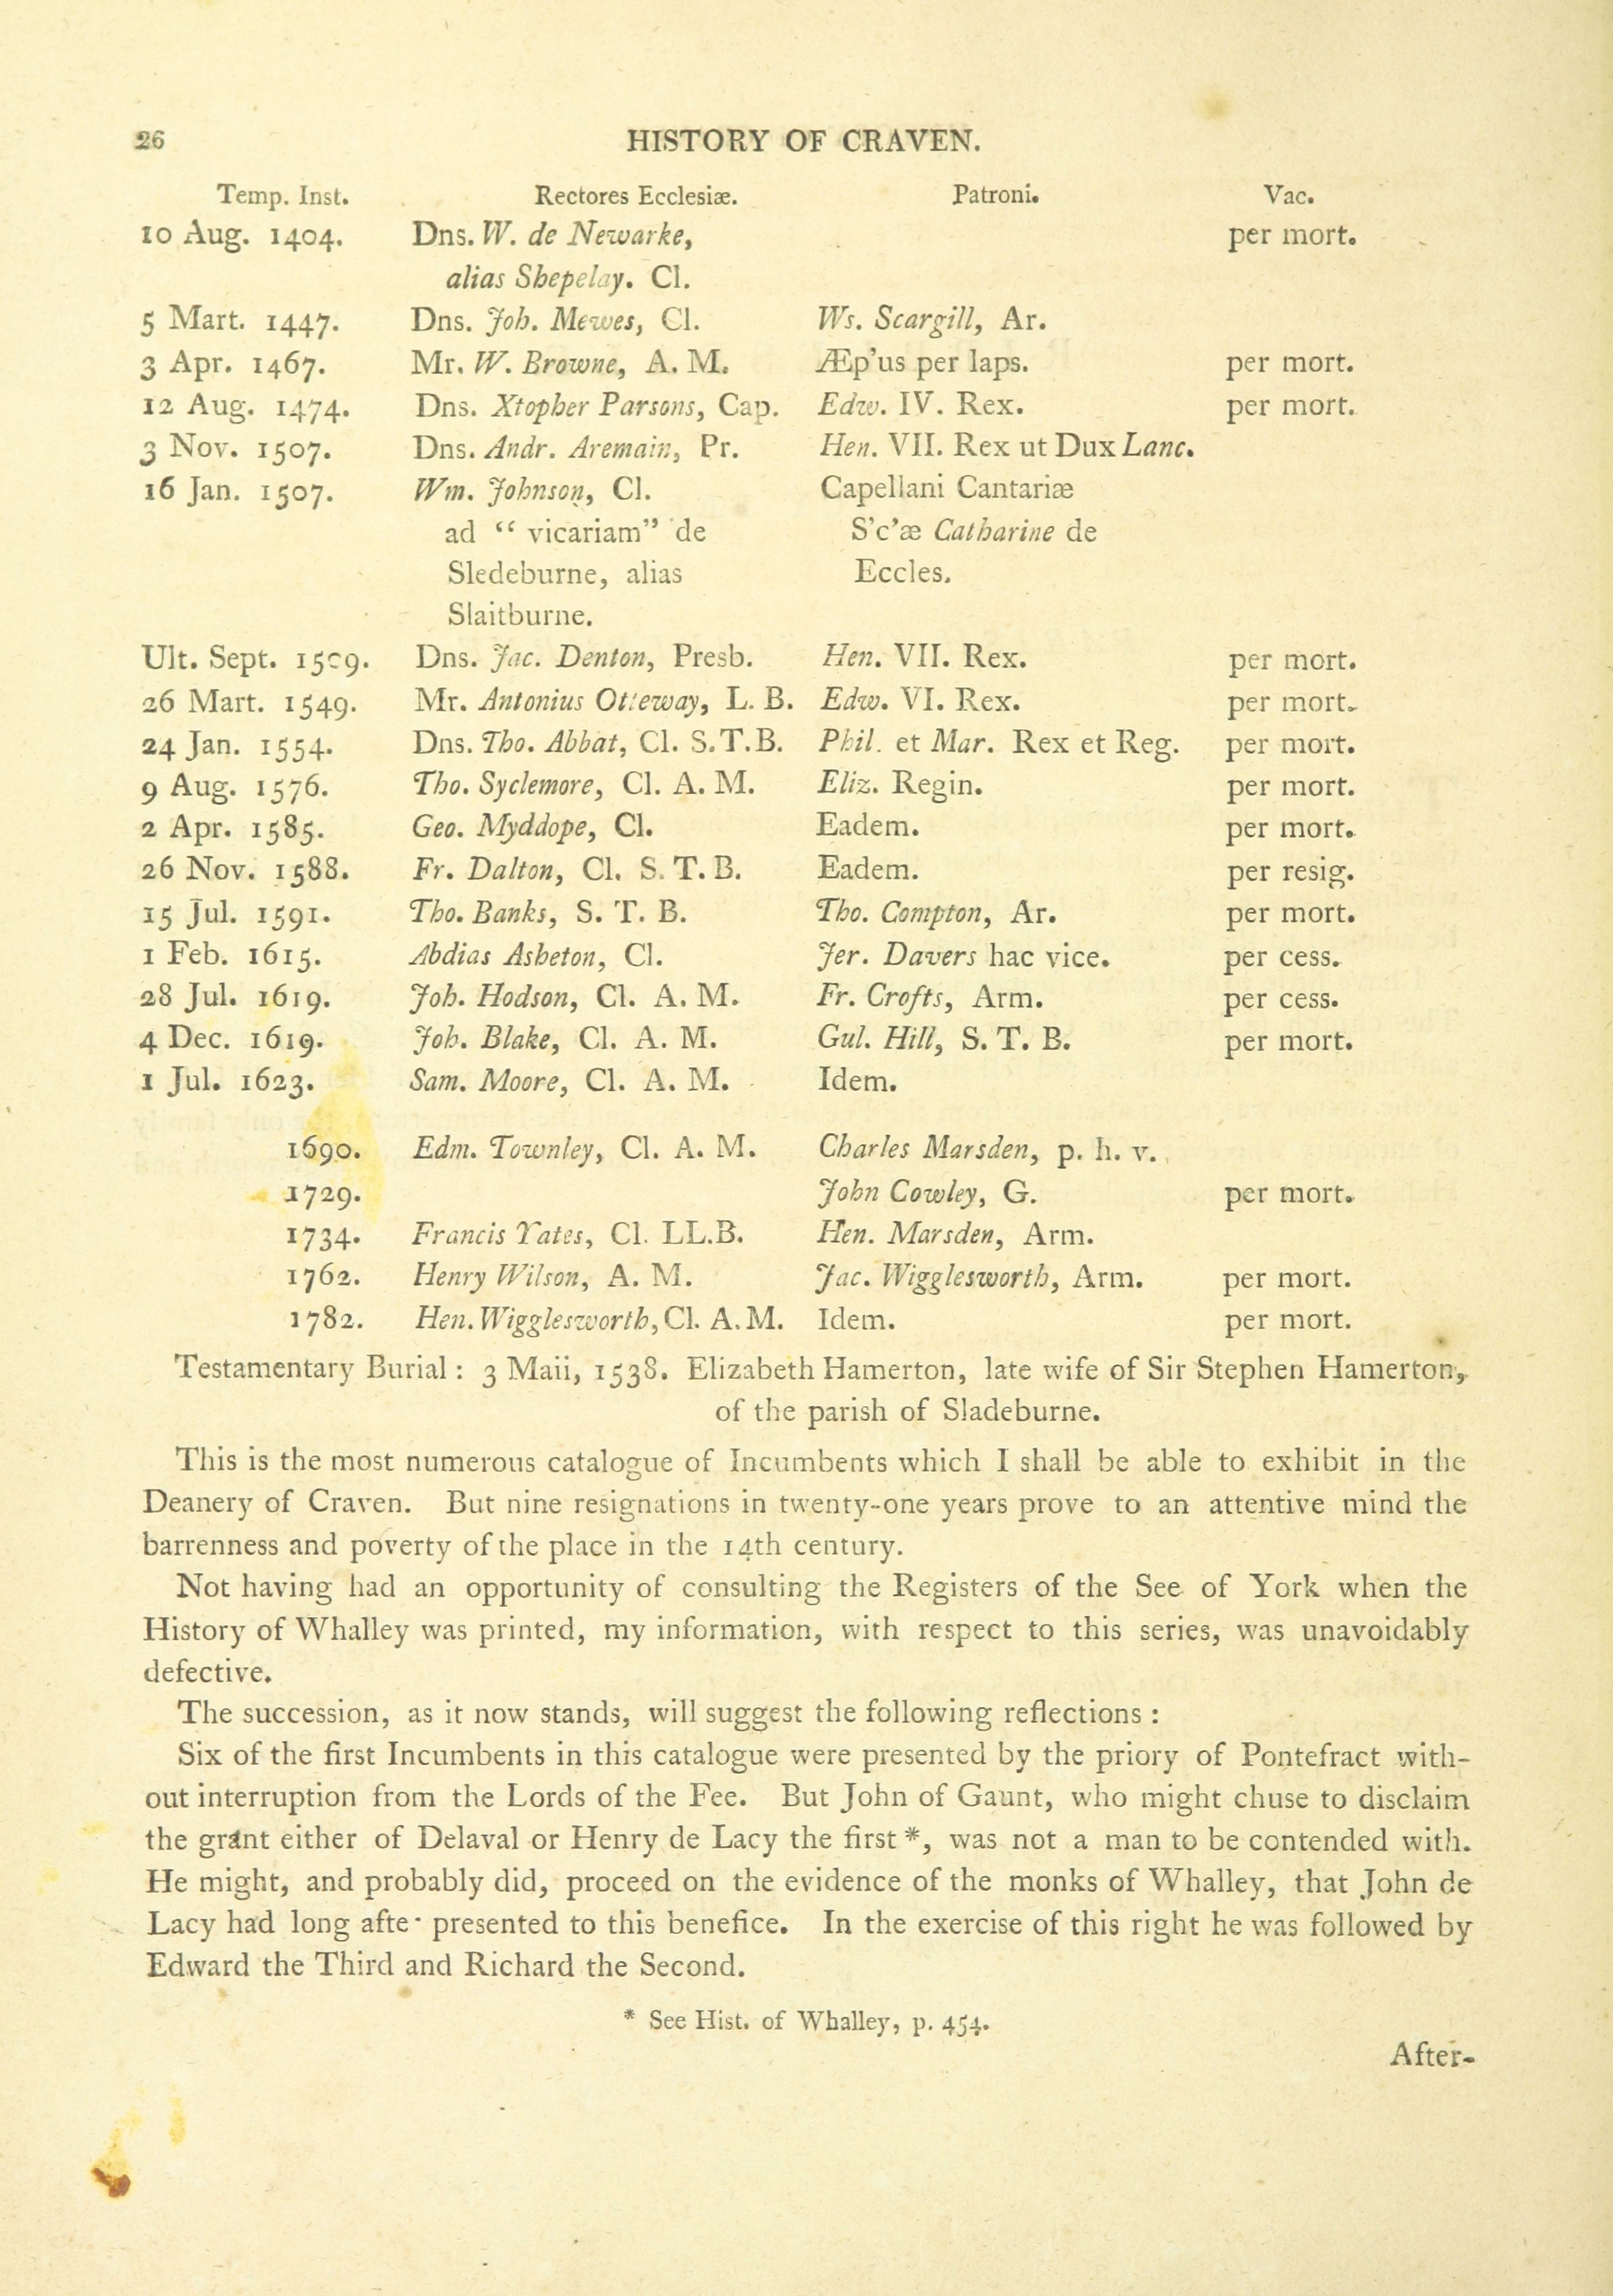 26 HISTORY OF CRAVEN.
Temp. Inst. Rectores Ecclesiæ. Patroni. Vac.
10 Aug. 1404. Dns. W. de Newarke, per mort.
alias Shepelay. Cl.
5 Mart. 1447. Dns. Joh. Mewes, Cl. Ws. Scargill, Ar.
3 Apr. 1467. Mr. W. Browne, A. M. Æp'us per laps. per mort.
12 Aug. 1474. Dns. Xtopher Parsons, Cap. Edw. IV. Rex. per mort.
3 Nov. 1507. Dns. Andr. Aremain, Pr. Hen. VII. Rex ut Dux Lanc.
16 Jan. 1507. Wm. Johnson, Cl. Capellani Cantariæ
ad “ vicariam” de S'c'æ Catharine de
Sledeburne, alias Eccles.
Slaitburne.
Ult. Sept. 1509. Dns. Jac. Denton, Presb. Hen. VII. Rex. per mort.
26 Mart. 1549. Mr. Antonius Otteway, L. B. Edw. VI. Rex. per mort.
24 Jan. 1554. Dns. Tho. Abbat, Cl. S.T.B. Phil. et Mar. Rex et Reg. per mort.
9 Aug. 1576. Tho. Syclemore, Cl. A. M. Eliz. Regin. per mort.
2 Apr. 1585. Geo. Myddope, Cl. Eadem. per mort.
26 Nov. 1588. Fr. Dalton, Cl. S. T. B. Eadem. per resig.
15 Jul. 1591. Tho. Banks, S. T. B. Tho. Compton, Ar. per mort.
1 Feb. 1615. Abdias Asheton, Cl. Jer. Davers hac vice. per cess.
28 Jul. 1619. Joh. Hodson, Cl. A. M. Fr. Crofts, Arm. per cess.
4 Dec. 1619. Joh. Blake, Cl. A. M. Gul. Hill, S. T. B. per mort.
1 Jul. 1623. Sam. Moore, Cl. A. M. Idem.
1690. Edm. Townley, Cl. A. M. Charles Marsden, p. h. v.
1729. John Cowley, G. per mort.
1734. Francis Yates, Cl. LL.B. Hen. Marsden, Arm.
1762. Henry Wilson, A. M. Jac. Wigglesworth, Arm. per mort.
1782. Hen. Wigglesworth, Cl. A. M. Idem. per mort.
Testamentary Burial : 3 Maii, 1538. Elizabeth Hamerton, late wife of Sir Stephen Hamerton,
of the parish of Sladeburne.
This is the most numerous catalogue of Incumbents which I shall be able to exhibit in the
Deanery of Craven. But nine resignations in twenty-one years prove to an attentive mind the
barrenness and poverty of the place in the 14th century.
Not having had an opportunity of consulting the Registers of the See of York when the
History of Whalley was printed, my information, with respect to this series, was unavoidably
defective.
The succession, as it now stands, will suggest the following reflections :
Six of the first Incumbents in this catalogue were presented by the priory of Pontefract with-
out interruption from the Lords of the Fee. But John of Gaunt, who might chuse to disclaim
the grant either of Delaval or Henry de Lacy the first *, was not a man to be contended with.
He might, and probably did, proceed on the evidence of the monks of Whalley, that John de
Lacy had long after presented to this benefice. In the exercise of this right he was followed by
Edward the Third and Richard the Second.
* See Hist. of Whalley, p. 454.
After-